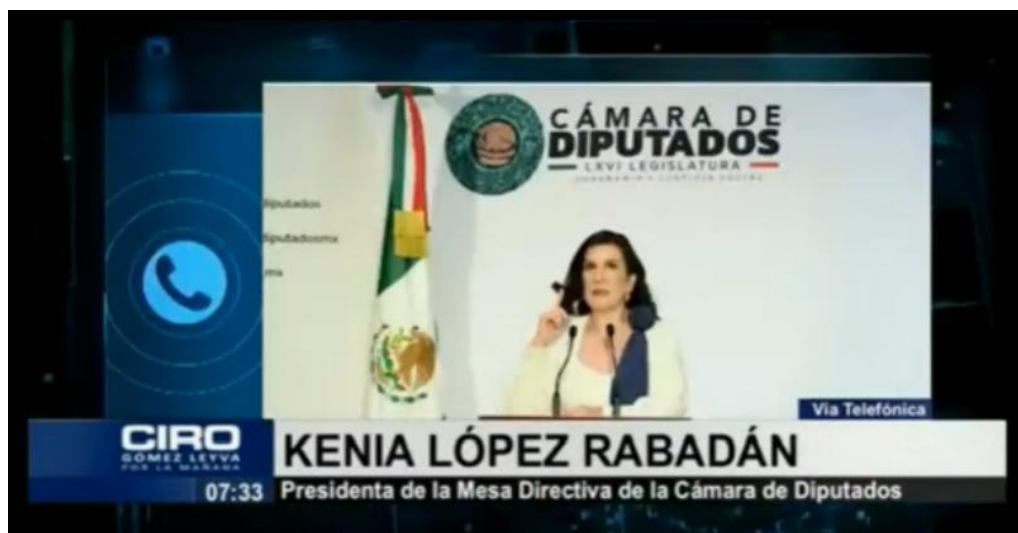 CÁMARA DE
DIPUTADOS
LXVI LEGISLATURA
diputados
diputadosmx
mx
Vía Telefónica
CIRO
GÓMEZ LEYVA
POR LA MAÑANA
KENIA LÓPEZ RABADÁN
07:33
Presidenta de la Mesa Directiva de la Cámara de Diputados